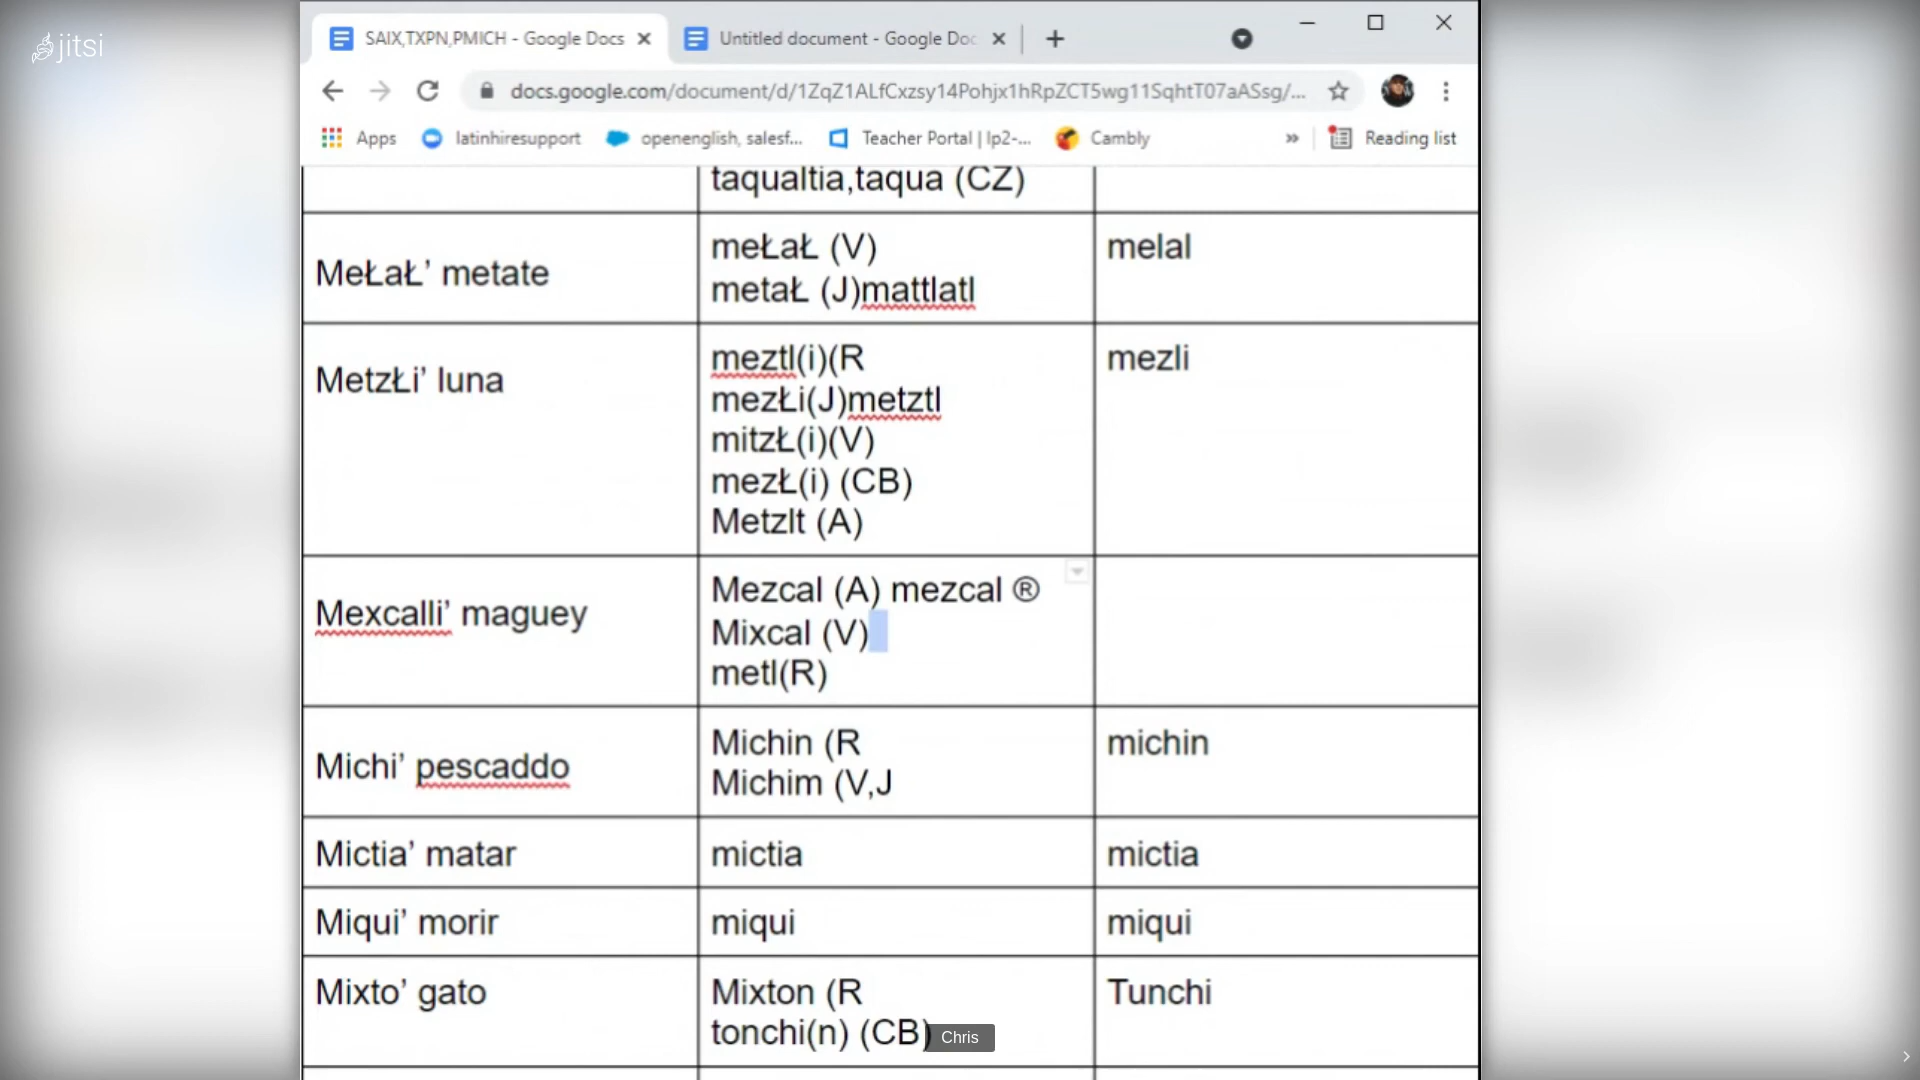 jitsi
SAIX,TXPN,PMICH - Google Docs
Untitled document - Google Doc
docs.google.com/document/d/1ZqZ1ALfCxzsy14Pohjx1hRpZCT5wg11SqhtT07aASsg/...
Apps latinhiresupport openenglish, salesf... Teacher Portal | lp2-... Cambly » Reading list
taqualtia,taqua (CZ)
MeŁaŁ’ metate
meŁaŁ (V)
metaŁ (J)mattlatl
melal
MetzŁi’ luna
meztl(i)(R
mezŁi(J)metztl
mitzŁ(i)(V)
mezŁ(i) (CB)
Metzlt (A)
mezli
Mexcalli’ maguey
Mezcal (A) mezcal ®
Mixcal (V)
metl(R)
Michi’ pescaddo
Michin (R
Michim (V,J
michin
Mictia’ matar
mictia
mictia
Miqui’ morir
miqui
miqui
Mixto’ gato
Mixton (R
tonchi(n) (CB)
Tunchi
Chris